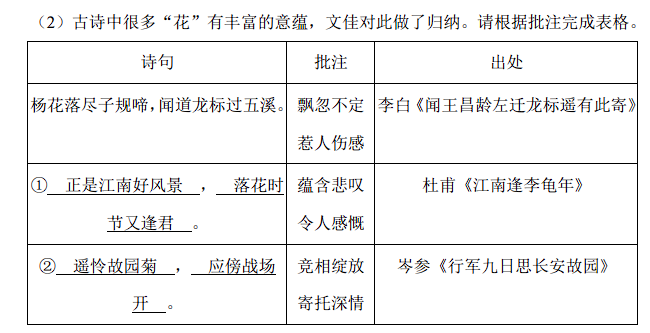 （2）古诗中很多“花”有丰富的意蕴，文佳对此做了归纳。请根据批注完成表格。
诗句 批注 出处
杨花落尽子规啼，闻道龙标过五溪。 飘忽不定 李白《闻王昌龄左迁龙标遥有此寄》
惹人伤感
① 正是江南好风景 ， 落花时 蕴含悲叹 杜甫《江南逢李龟年》
节又逢君 。 令人感慨
② 遥怜故园菊 ， 应傍战场 竞相绽放 岑参《行军九日思长安故园》
开 。 寄托深情